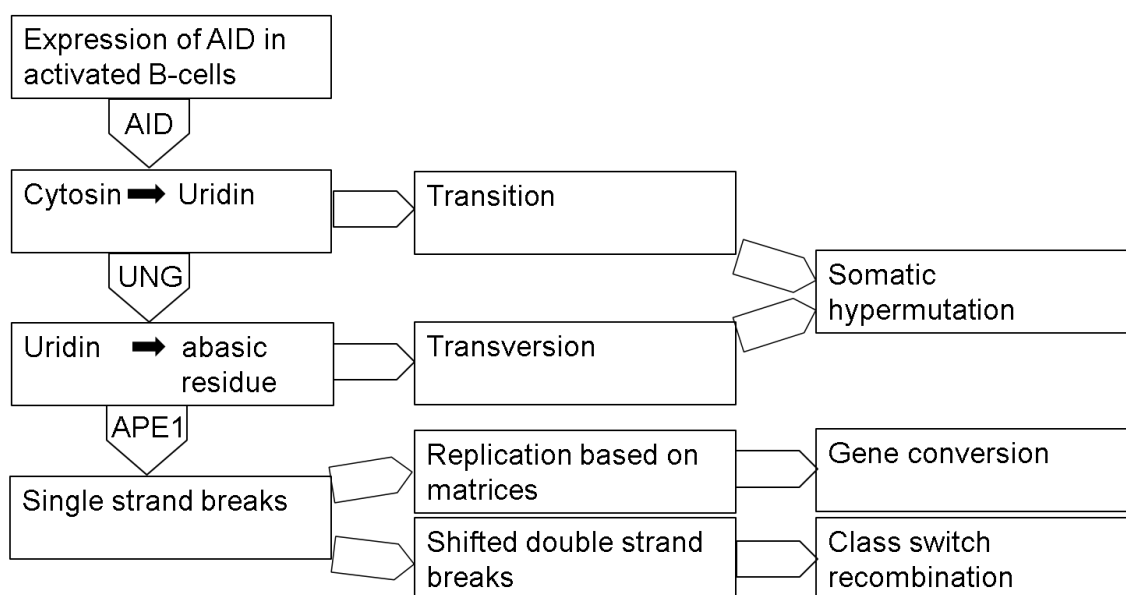 Expression of AID in
activated B-cells
AID
Cytosin Uridin
Transition
UNG
Somatic
hypermutation
Uridin abasic
residue
Transversion
APE1
Replication based on
matrices
Gene conversion
Single strand breaks
Shifted double strand
breaks
Class switch
recombination